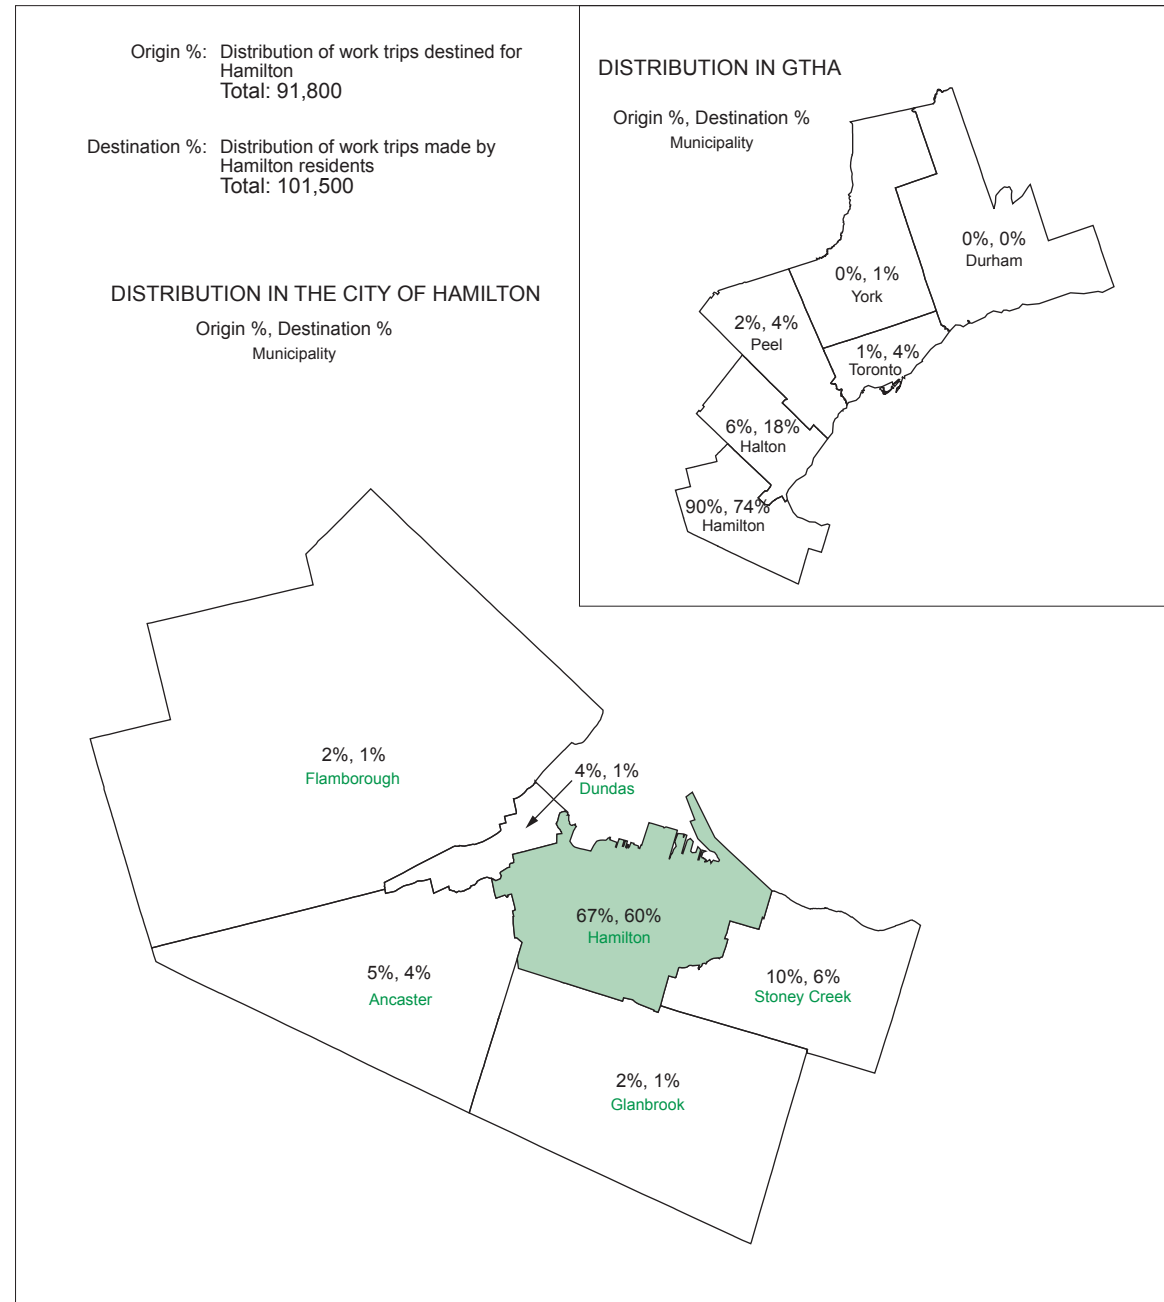 Origin %: Distribution of work trips destined for
Hamilton
Total: 91,800
Destination %: Distribution of work trips made by
Hamilton residents
Total: 101,500
DISTRIBUTION IN THE CITY OF HAMILTON
Origin %, Destination %
Municipality
DISTRIBUTION IN GTHA
Origin %, Destination %
Municipality
0%, 0%
Durham
0%, 1%
York
2%, 4%
Peel
1%, 4%
Toronto
6%, 18%
Halton
90%, 74%
Hamilton
2%, 1%
Flamborough
4%, 1%
Dundas
67%, 60%
Hamilton
5%, 4%
Ancaster
10%, 6%
Stoney Creek
2%, 1%
Glanbrook